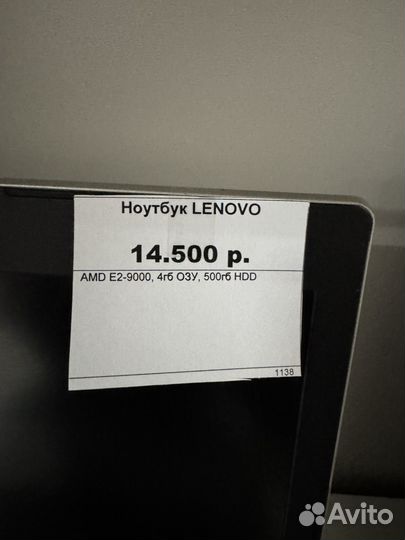 Ноутбук LENOVO
14.500 р.
AMD E2-9000, 4гб ОЗУ, 500гб HDD
1138
Avito